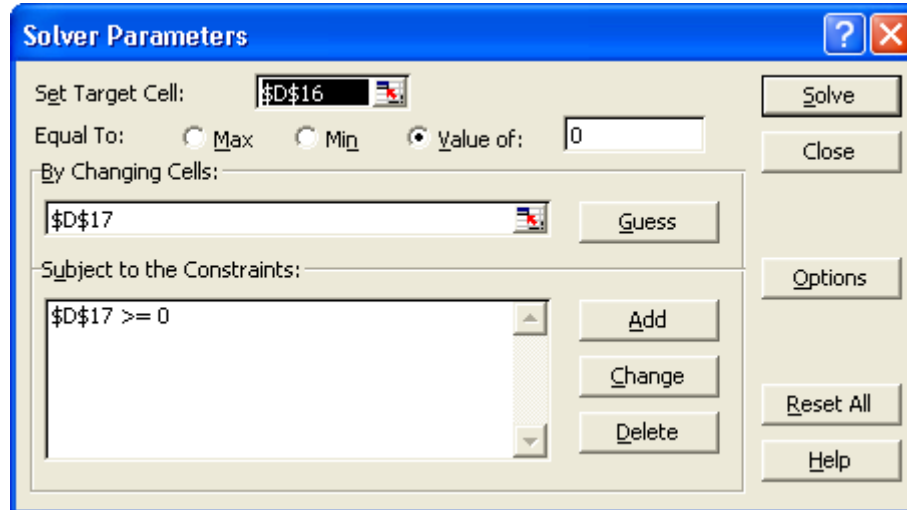 Solver Parameters
?
Set Target Cell: $D$16
Solve
Equal To: Max Min Value of: 0
Close
By Changing Cells:
$D$17
Guess
Subject to the Constraints:
Options
$D$17 >= 0
Add
Change
Reset All
Delete
Help